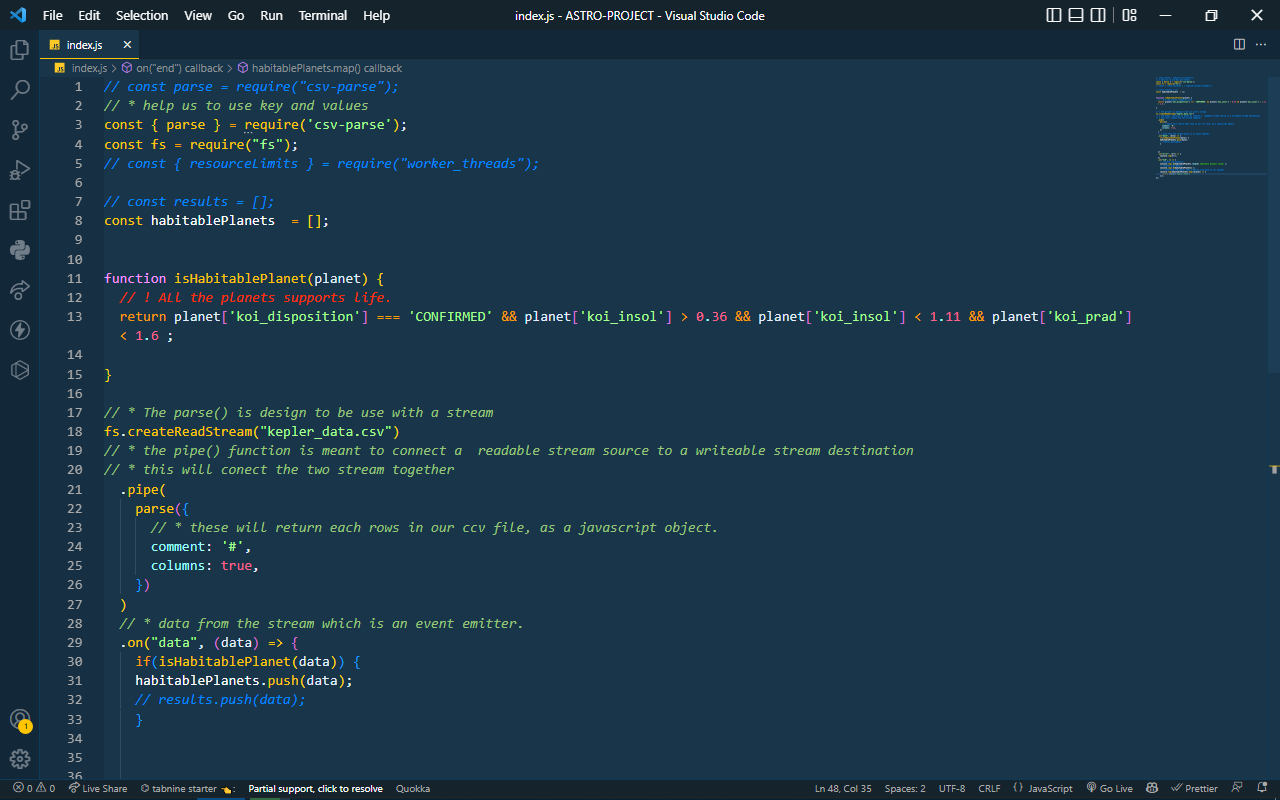 File Edit Selection View Go Run Terminal Help index.js - ASTRO-PROJECT - Visual Studio Code
JS index.js ×
JS index.js > on("end") callback > habitablePlanets.map() callback
1 // const parse = require("csv-parse");
2 // * help us to use key and values
3 const { parse } = require('csv-parse');
4 const fs = require("fs");
5 // const { resourceLimits } = require("worker_threads");
6
7 // const results = [];
8 const habitablePlanets  = [];
9
10
11 function isHabitablePlanet(planet) {
12 // ! All the planets supports life.
13 return planet['koi_disposition'] === 'CONFIRMED' && planet['koi_insol'] > 0.36 && planet['koi_insol'] < 1.11 && planet['koi_prad']
< 1.6 ;
14
15 }
16
17 // * The parse() is design to be use with a stream
18 fs.createReadStream("kepler_data.csv")
19 // * the pipe() function is meant to connect a  readable stream source to a writeable stream destination
20 // * this will conect the two stream together
21 .pipe(
22 parse({
23 // * these will return each rows in our ccv file, as a javascript object.
24 comment: '#',
25 columns: true,
26 })
27 )
28 // * data from the stream which is an event emitter.
29 .on("data", (data) => {
30 if(isHabitablePlanet(data)) {
31 habitablePlanets.push(data);
32 // results.push(data);
33 }
34
35
36
1
0 0 Live Share tabnine starter Partial support, click to resolve Quokka Ln 48, Col 35 Spaces: 2 UTF-8 CRLF {} JavaScript Go Live Prettier